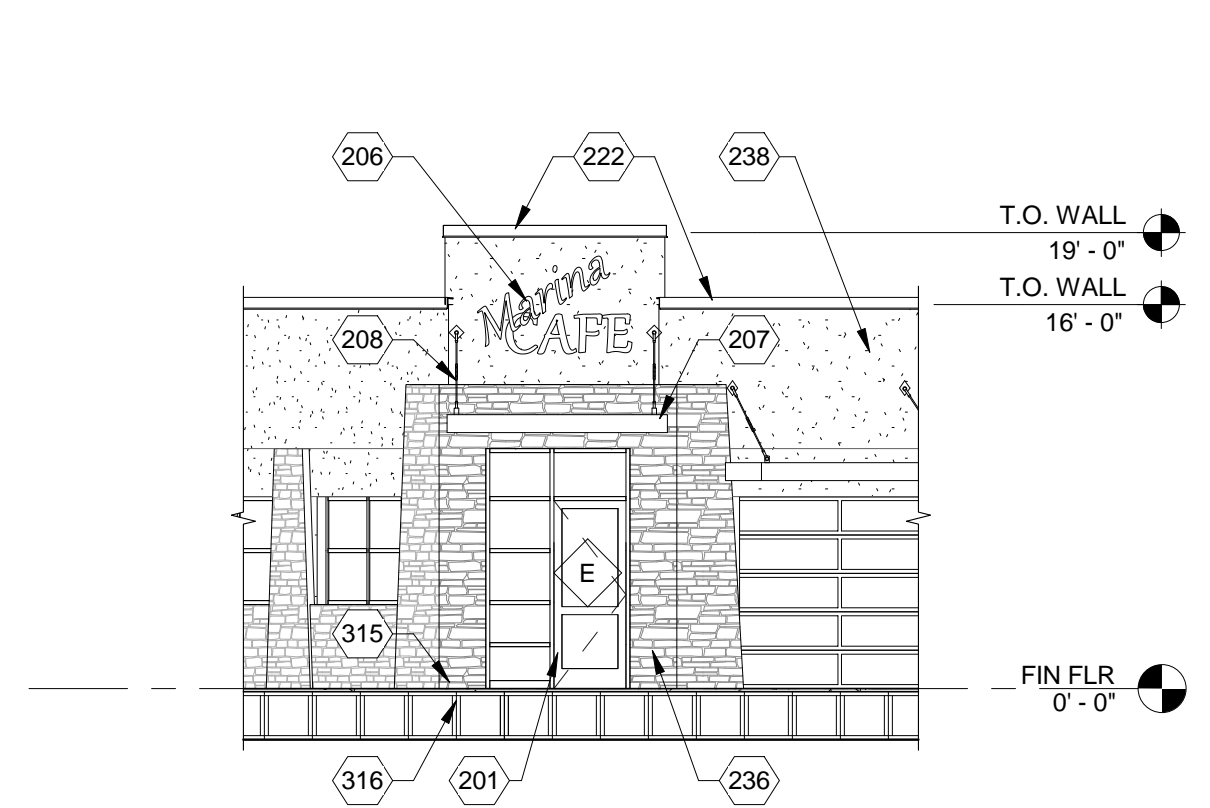 206
222
238
T.O. WALL
19' - 0"
T.O. WALL
16' - 0"
Marina
CAFE
208
207
E
315
FIN FLR
0' - 0"
316
201
236